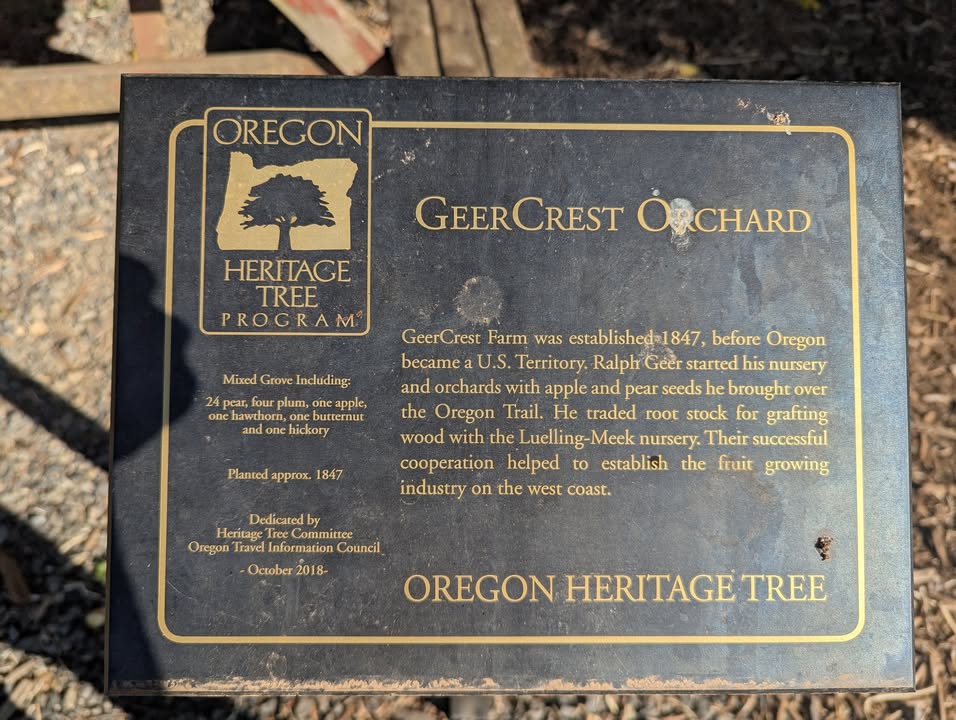 OREGON
HERITAGE
TREE
PROGRAM
Mixed Grove Including:
24 pear, four plum, one apple,
one hawthorn, one butternut
and one hickory
Planted approx. 1847
Dedicated by
Heritage Tree Committee
Oregon Travel Information Council
- October 2018-
GEERCREST ORCHARD
GeerCrest Farm was established 1847, before Oregon
became a U.S. Territory. Ralph Geer started his nursery
and orchards with apple and pear seeds he brought over
the Oregon Trail. He traded root stock for grafting
wood with the Luelling-Meek nursery. Their successful
cooperation helped to establish the fruit growing
industry on the west coast.
OREGON HERITAGE TREE